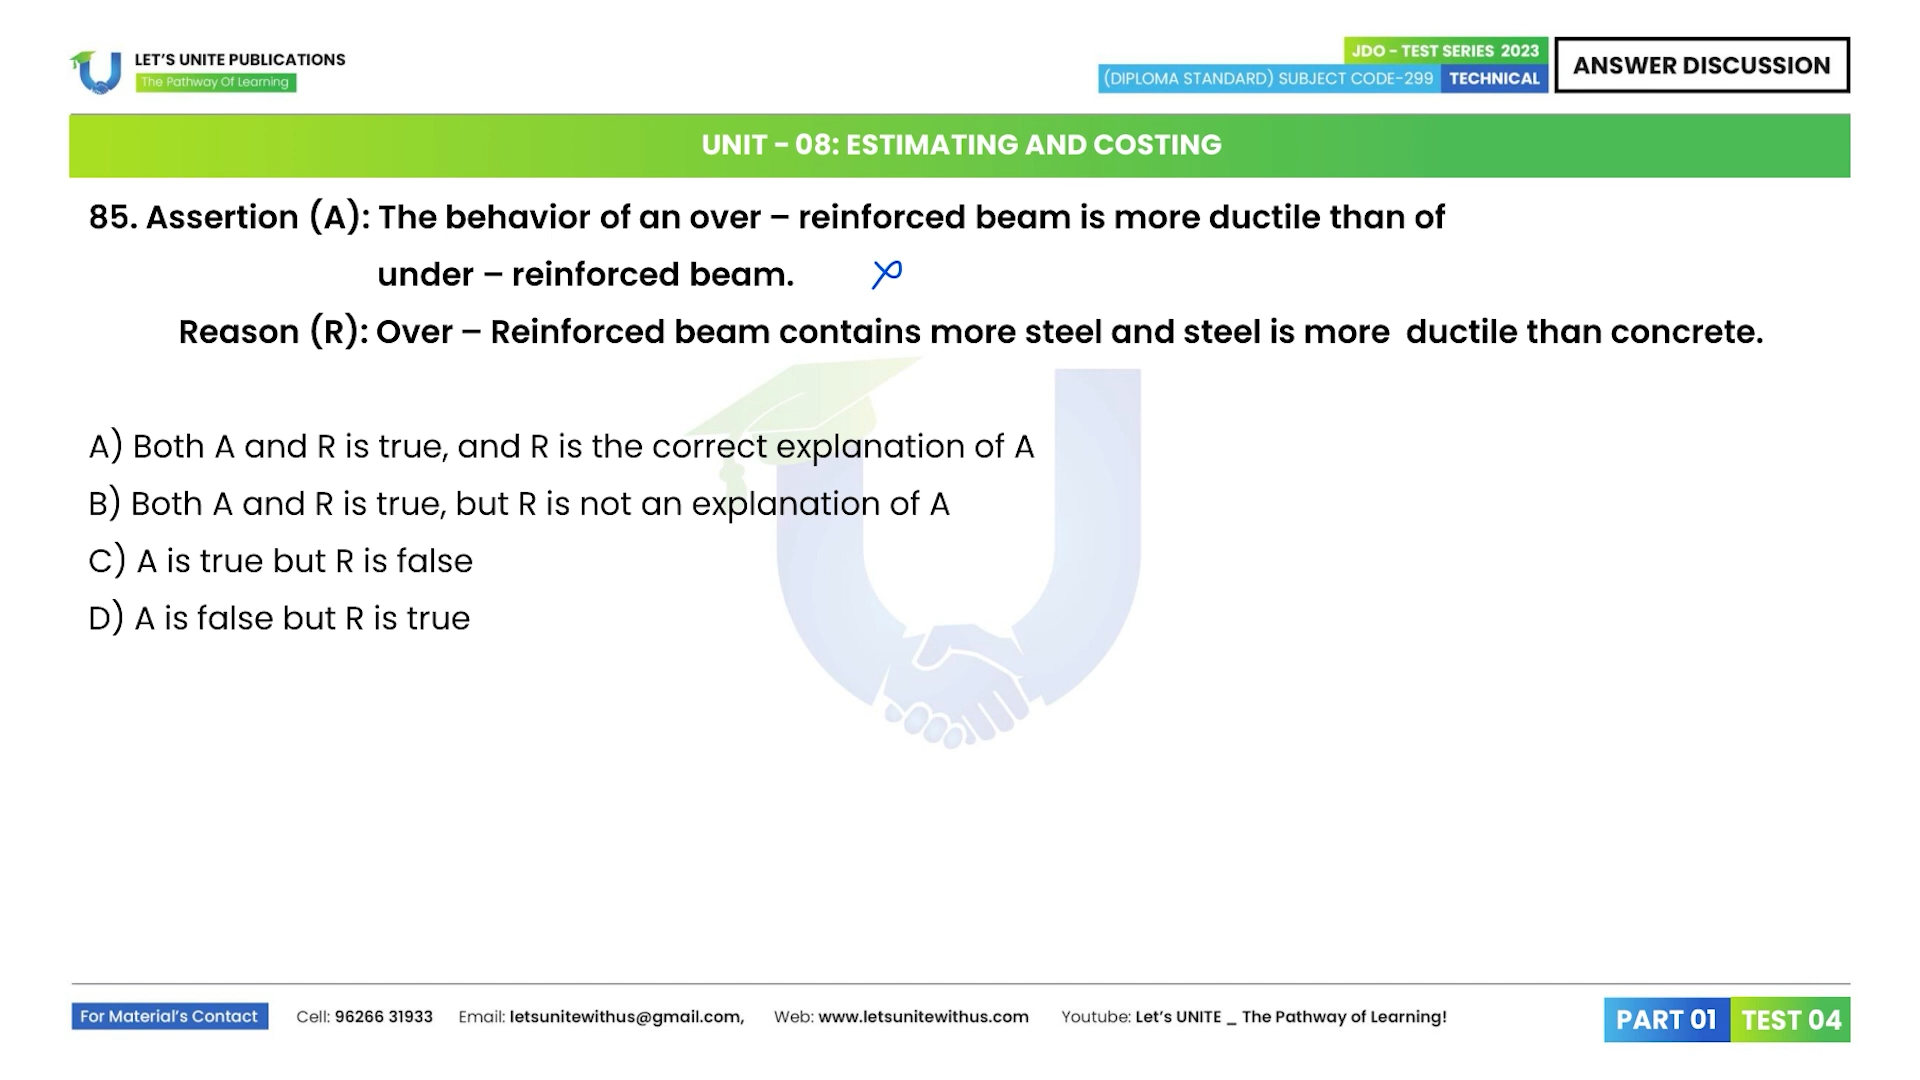 LET'S UNITE PUBLICATIONS
The Pathway Of Learning
JDO - TEST SERIES 2023
(DIPLOMA STANDARD) SUBJECT CODE-299 TECHNICAL
ANSWER DISCUSSION
UNIT - 08: ESTIMATING AND COSTING
85. Assertion (A): The behavior of an over – reinforced beam is more ductile than of
under – reinforced beam.
Reason (R): Over – Reinforced beam contains more steel and steel is more ductile than concrete.
A) Both A and R is true, and R is the correct explanation of A
B) Both A and R is true, but R is not an explanation of A
C) A is true but R is false
D) A is false but R is true
For Material's Contact Cell: 96266 31933 Email: letsunitewithus@gmail.com, Web: www.letsunitewithus.com Youtube: Let's UNITE _ The Pathway of Learning!
PART 01 TEST 04